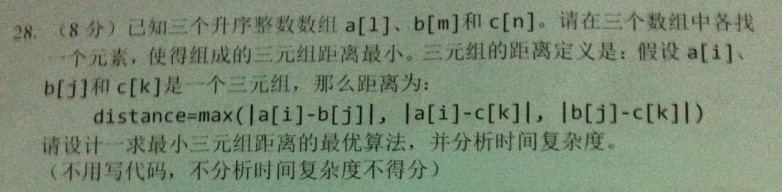 28. （8分）已知三个升序整数数组 a[l]、b[m]和 c[n]。请在三个数组中各找
一个元素，使得组成的三元组距离最小。三元组的距离定义是：假设 a[i]、
b[j]和 c[k]是一个三元组，那么距离为：
distance=max(|a[i]-b[j]|, |a[i]-c[k]|, |b[j]-c[k]|)
请设计一求最小三元组距离的最优算法，并分析时间复杂度。
（不用写代码，不分析时间复杂度不得分）